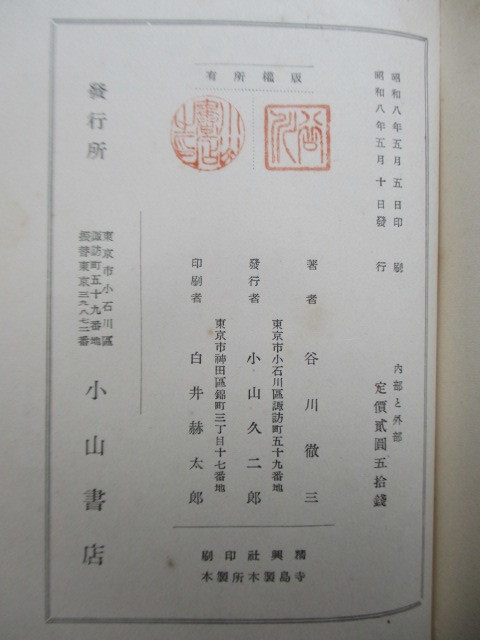 昭和八年五月五日印刷
昭和八年五月十日發行
内部と外部
定價貳圓五拾錢
版權所有
著者 谷川徹三
東京市小石川區諏訪町五十九番地
發行者 小山久二郎
東京市神田區錦町三丁目十七番地
印刷者 白井赫太郎
精興社印刷
寺島製本所製本
發行所
東京市小石川區
諏訪町五十九番地
振替東京三九八七二番
小山書店